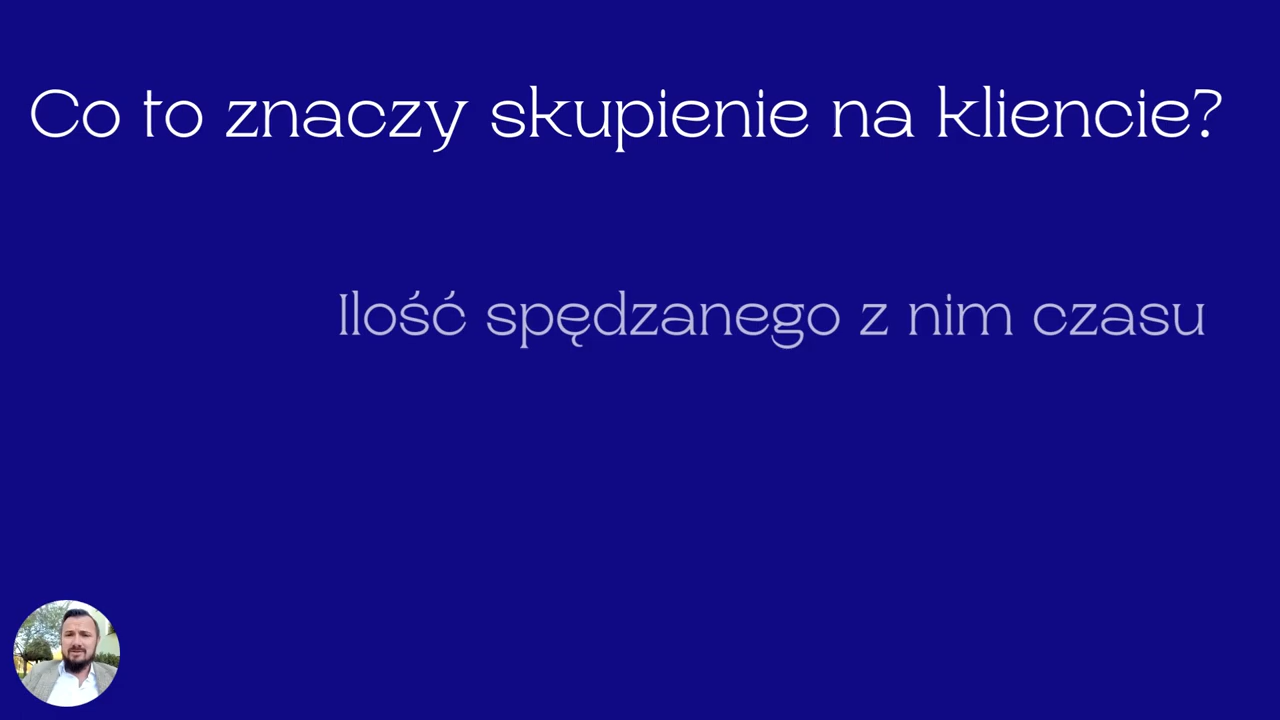 Co to znaczy skupienie na kliencie?
Ilość spędzanego z nim czasu